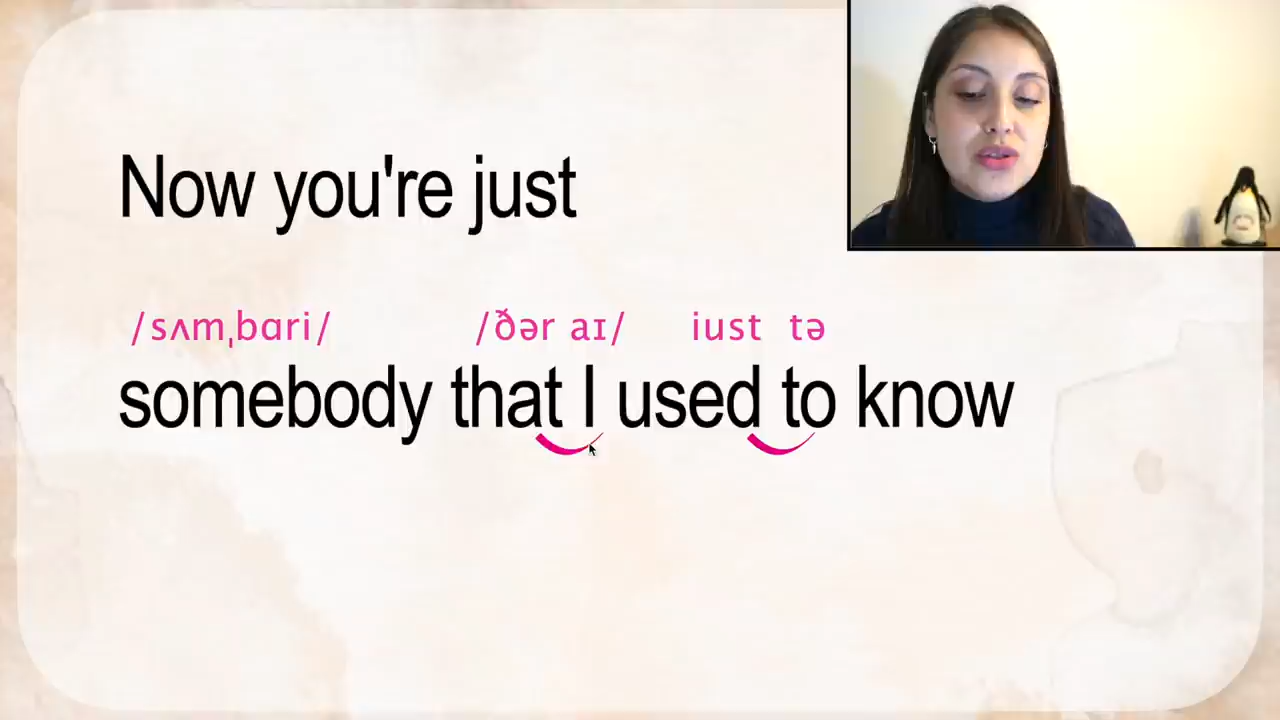 Now you're just
/sʌmˌbɑri/ /ðər aɪ/ iust tə
somebody that I used to know